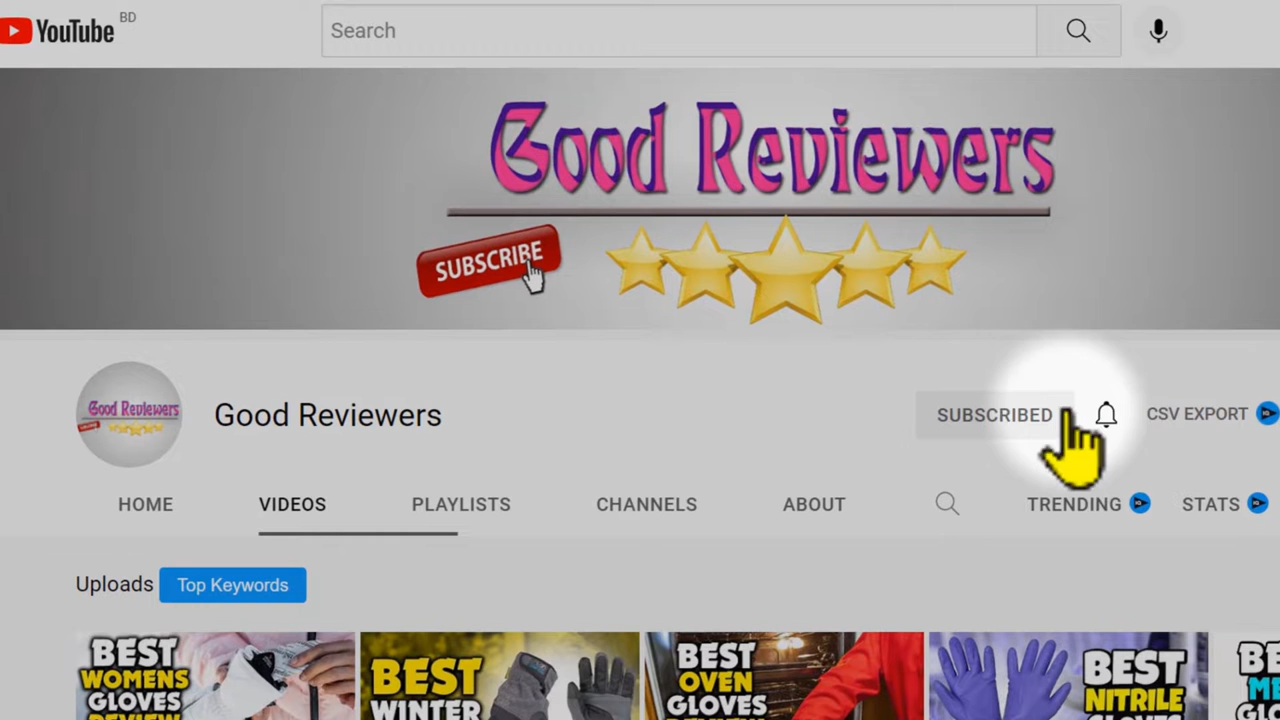 YouTube BD
Search
Good Reviewers
SUBSCRIBE
Good Reviewers
Good Reviewers
SUBSCRIBED
CSV EXPORT
HOME
VIDEOS
PLAYLISTS
CHANNELS
ABOUT
TRENDING
STATS
Uploads
Top Keywords
BEST
WOMENS
GLOVES
BEST
WINTER
BEST
OVEN
GLOVES
BEST
NITRILE